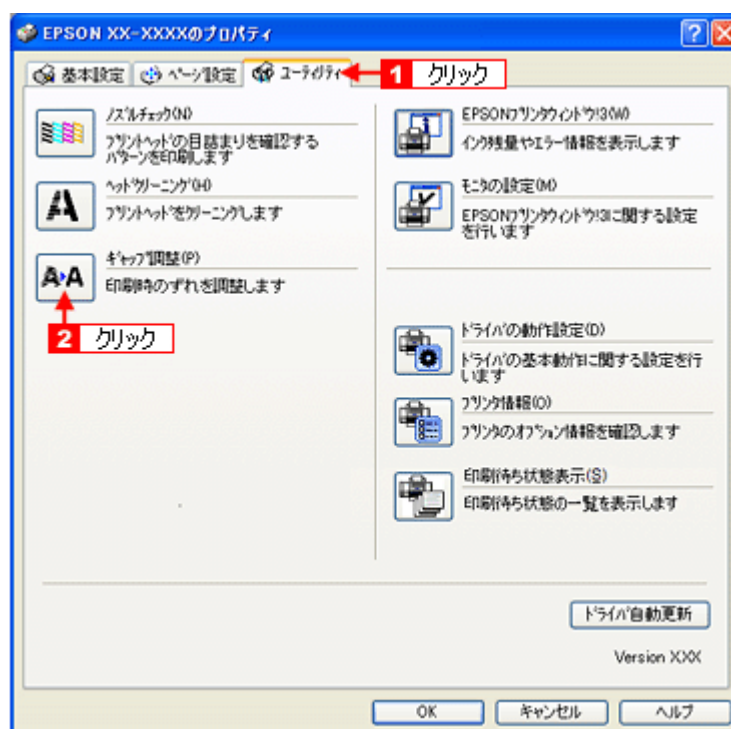 EPSON XX-XXXXのプロパティ
基本設定
ページ設定
ユーティリティ
1 クリック
ノズルチェック(N)
プリントヘッドの目詰まりを確認する
パターンを印刷します
ヘッドクリーニング(H)
プリントヘッドをクリーニングします
ギャップ調整(P)
印刷時のずれを調整します
2 クリック
EPSONプリンタウィンドウ!3(W)
インク残量やエラー情報を表示します
モニタの設定(M)
EPSONプリンタウィンドウ!3に関する設定
を行います
ドライバの動作設定(D)
ドライバの基本動作に関する設定を行
います
プリンタ情報(O)
プリンタのオプション情報を確認します
印刷待ち状態表示(S)
印刷待ち状態の一覧を表示します
ドライバ自動更新
Version XXX
OK
キャンセル
ヘルプ